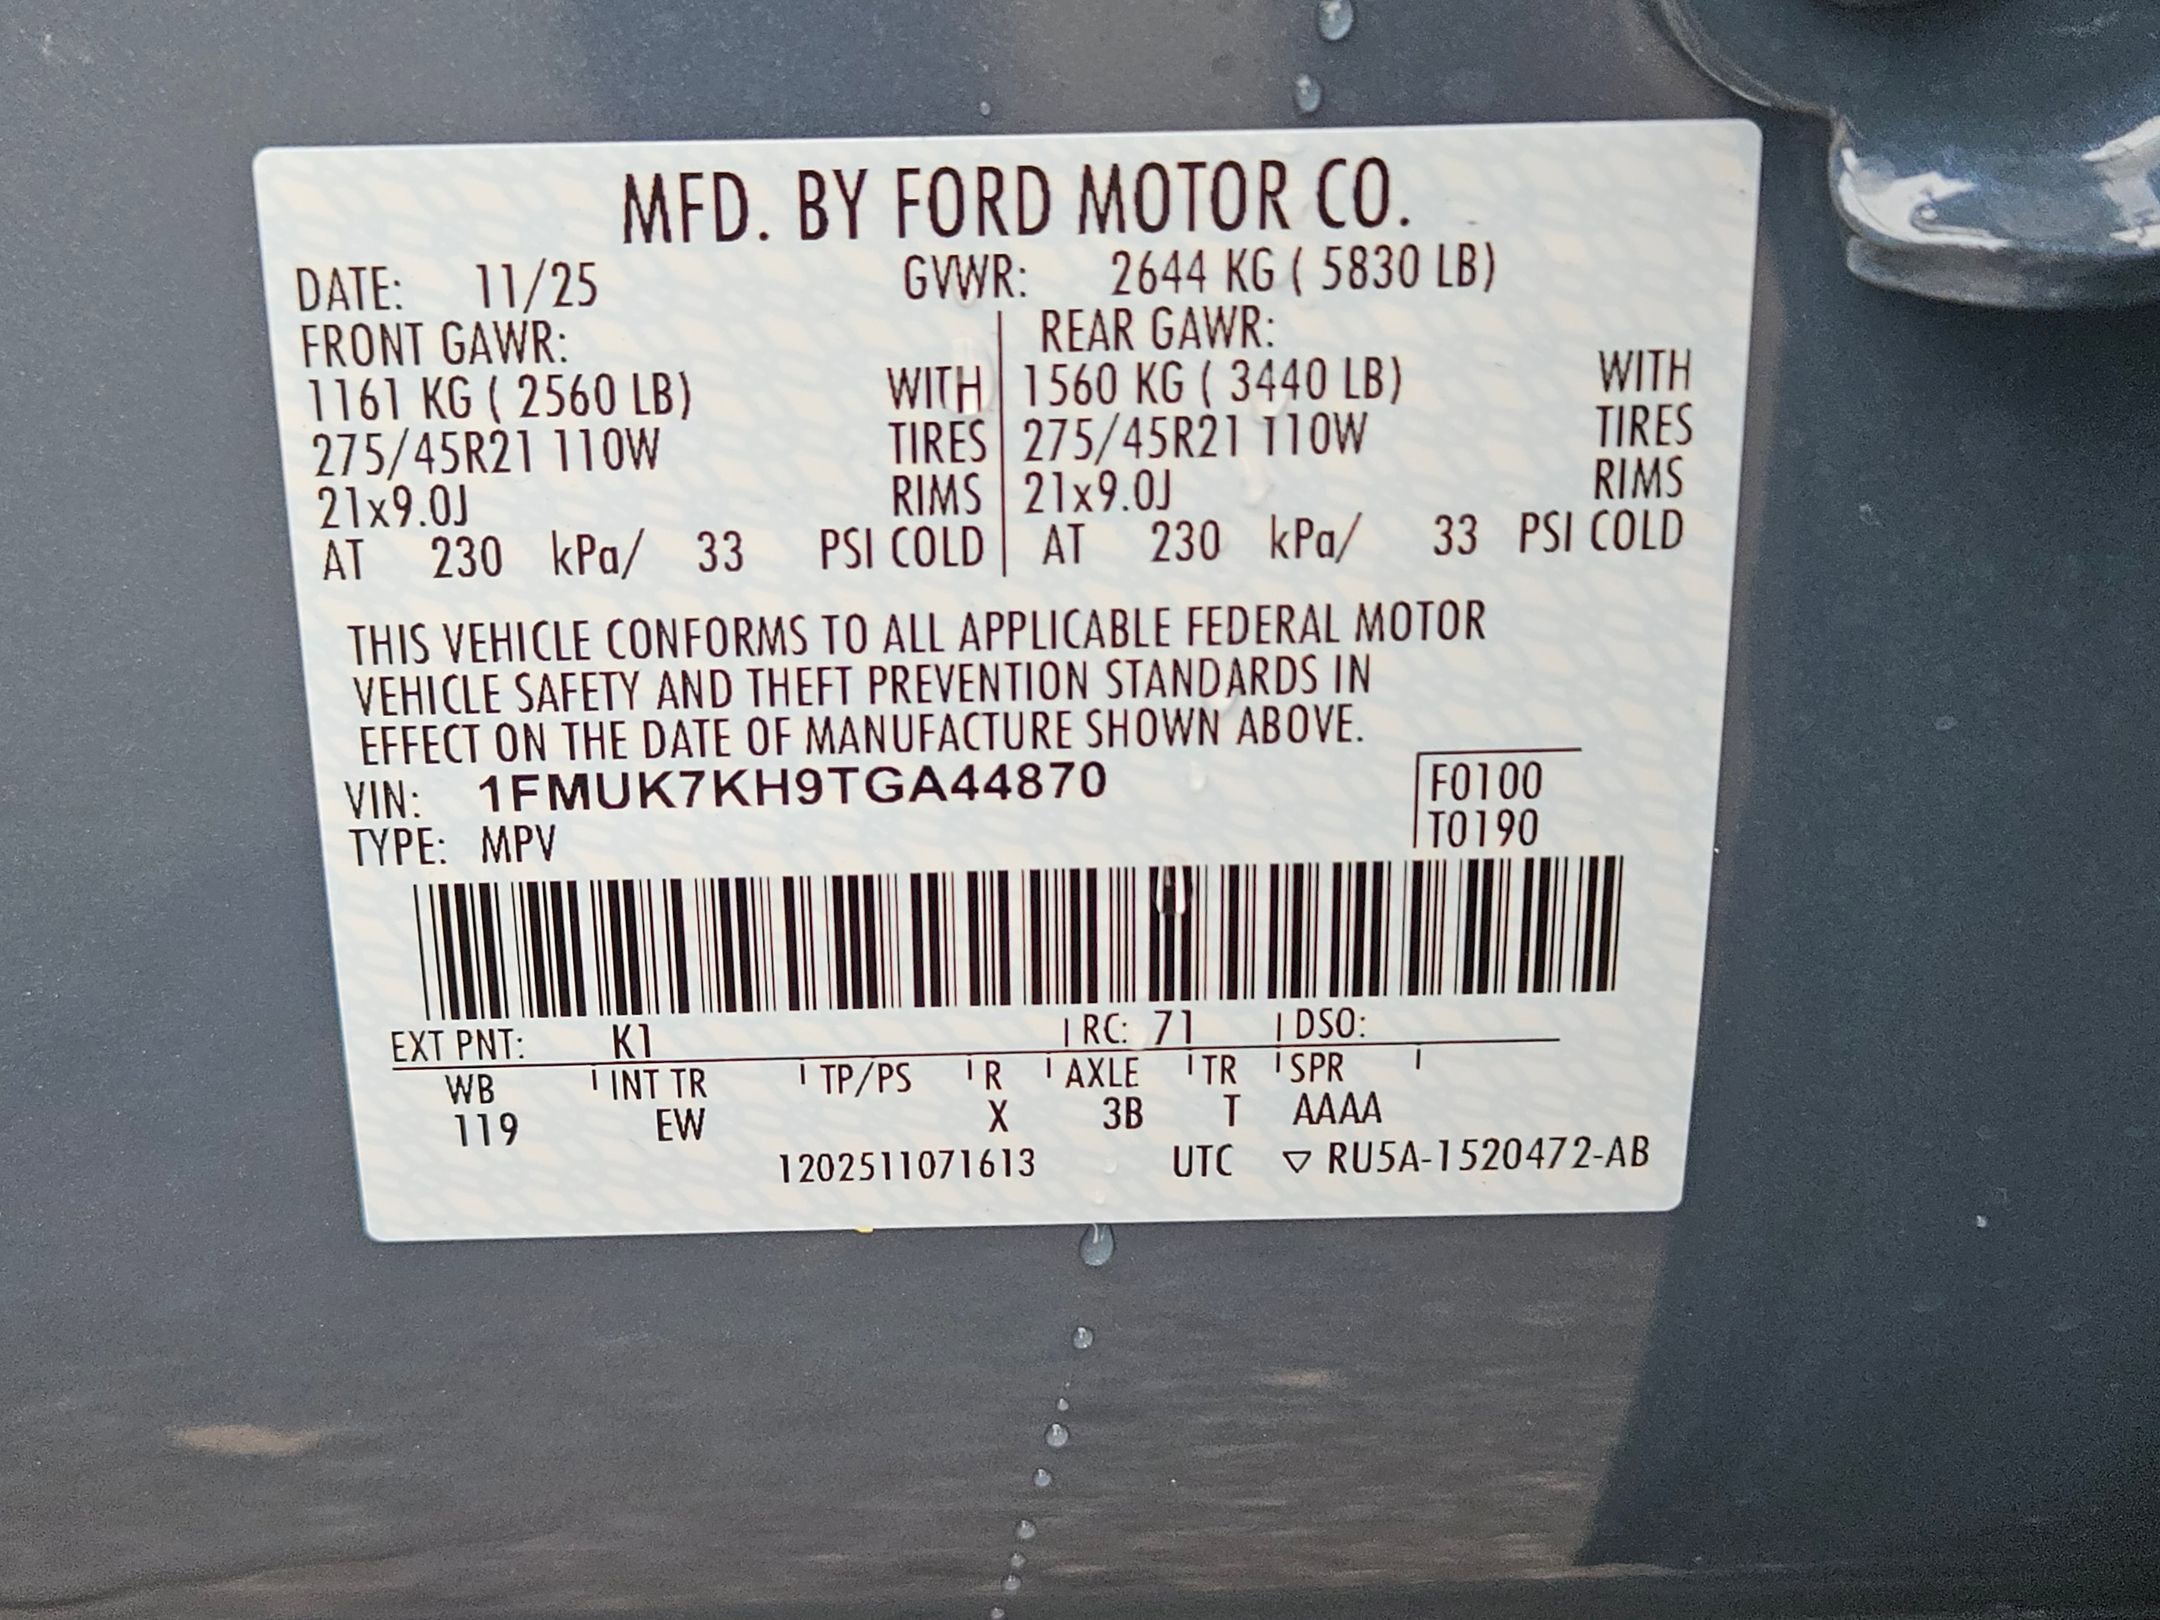 MFD. BY FORD MOTOR CO.
DATE: 11/25 GVWR: 2644 KG ( 5830 LB)
FRONT GAWR: REAR GAWR:
1161 KG ( 2560 LB) WITH 1560 KG ( 3440 LB) WITH
275/45R21 110W TIRES 275/45R21 110W TIRES
21x9.0J RIMS 21x9.0J RIMS
AT 230 kPa/ 33 PSI COLD AT 230 kPa/ 33 PSI COLD
THIS VEHICLE CONFORMS TO ALL APPLICABLE FEDERAL MOTOR
VEHICLE SAFETY AND THEFT PREVENTION STANDARDS IN
EFFECT ON THE DATE OF MANUFACTURE SHOWN ABOVE.
VIN: 1FMUK7KH9TGA44870 F0100
TYPE: MPV T0190
EXT PNT: K1 RC: 71 DSO:
WB INT TR TP/PS R AXLE TR SPR
119 EW X 3B T AAAA
1202511071613 UTC ▽ RU5A-1520472-AB